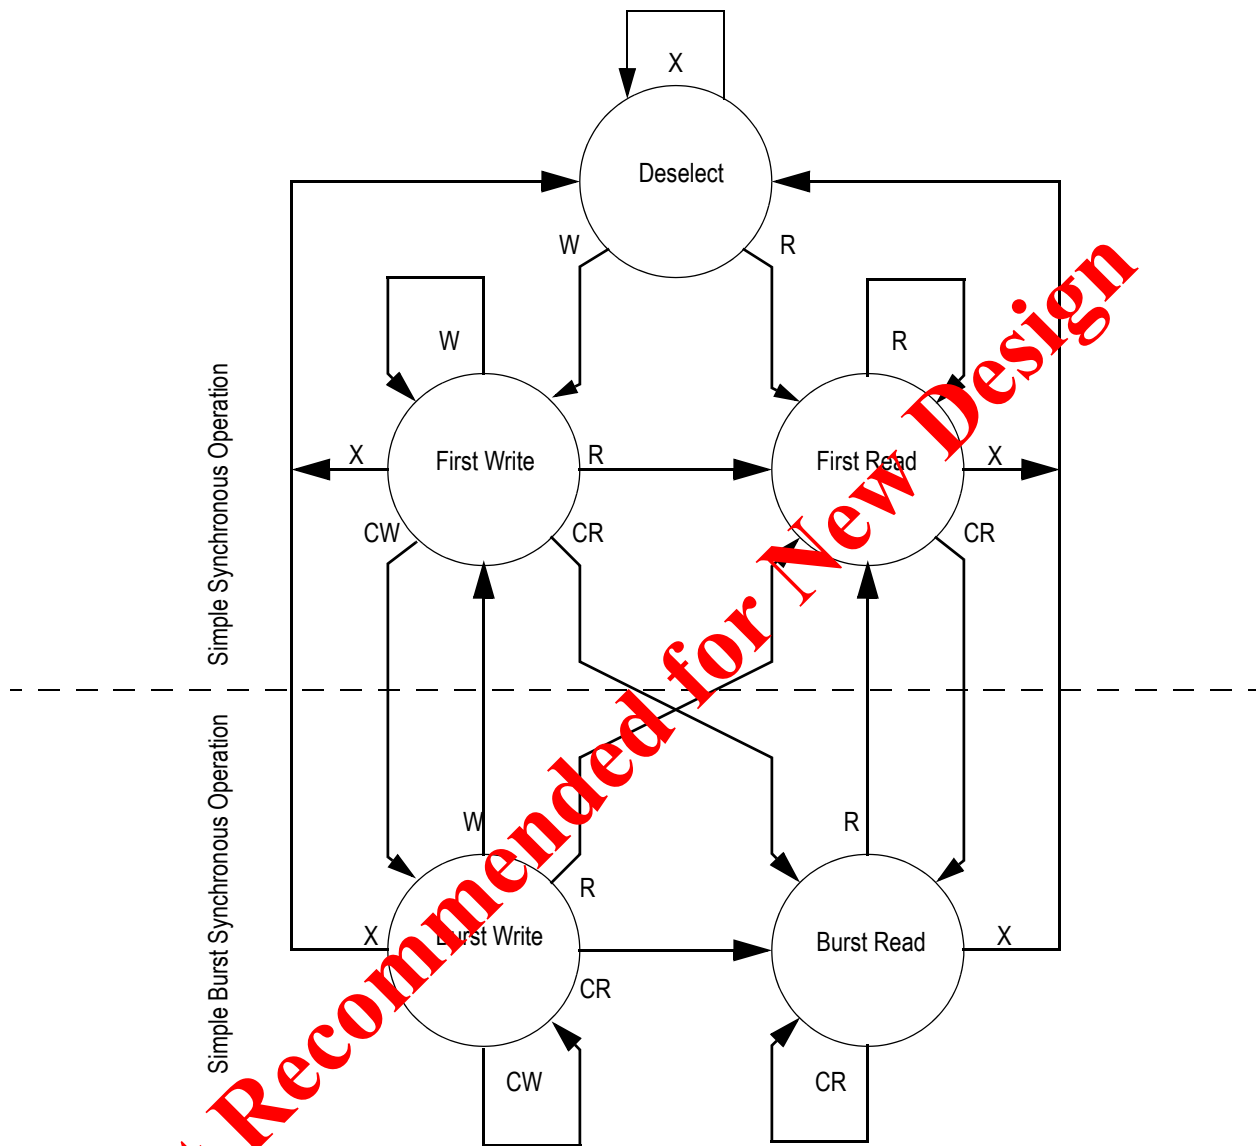 X
Deselect
W
R
W
R
Simple Synchronous Operation
X
First Write
R
First Read
X
CW
CR
CR
Simple Burst Synchronous Operation
W
R
R
X
Burst Write
Burst Read
X
CR
CW
CR
Recommended for New Design